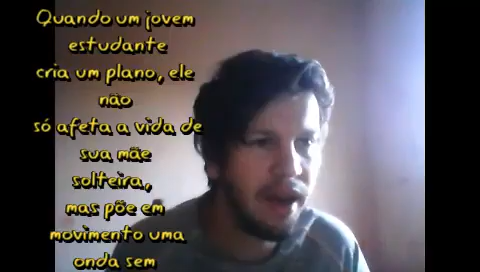 Quando um jovem
estudante
cria um plano, ele
não
só afeta a vida de
sua mãe
solteira,
mas põe em
movimento uma
onda sem